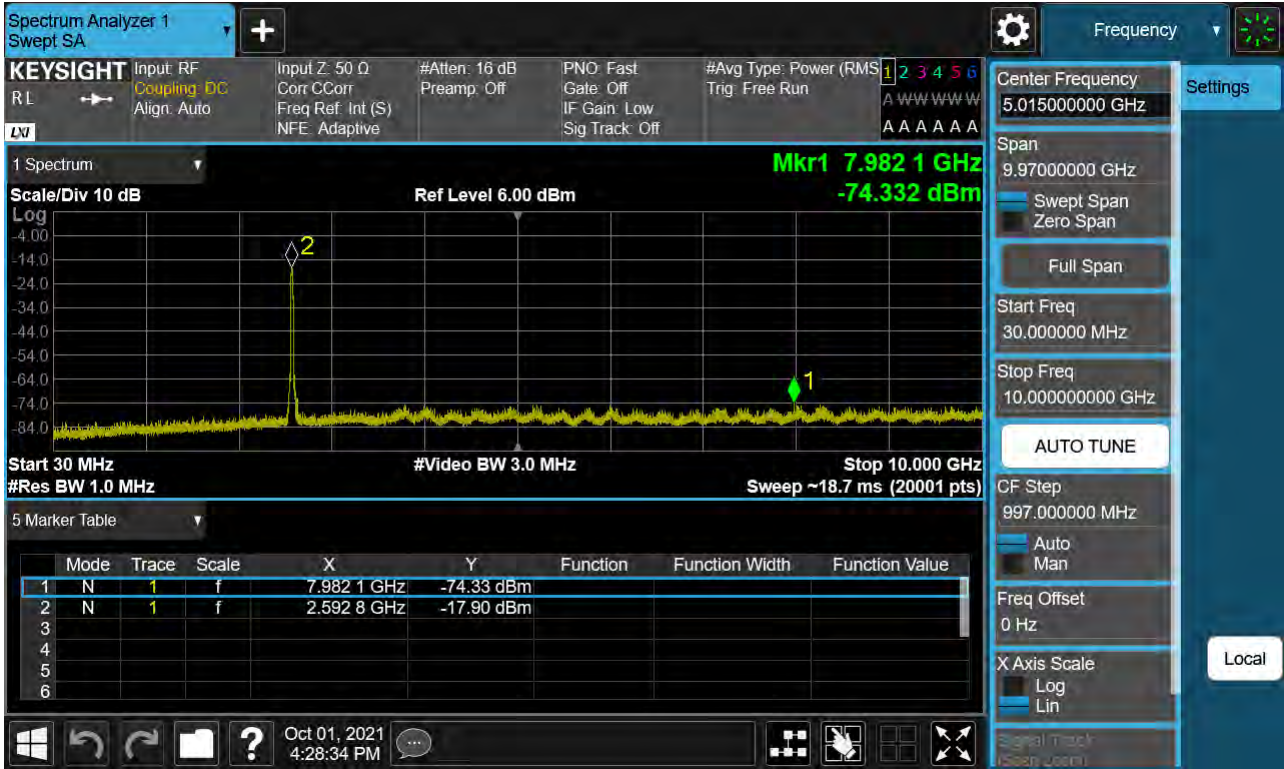 Spectrum Analyzer 1
Swept SA
+
Frequency
KEYSIGHT
Input: RF
Coupling: DC
Align: Auto
Input Z: 50 Ω
Corr CCorr
Freq Ref: Int (S)
NFE: Adaptive
#Atten: 16 dB
Preamp: Off
PNO: Fast
Gate: Off
IF Gain: Low
Sig Track: Off
#Avg Type: Power (RMS
Trig: Free Run
1 2 3 4 5 6
A W W W W W
A A A A A A
R L
LXI
1 Spectrum
Mkr1 7.982 1 GHz
-74.332 dBm
Scale/Div 10 dB
Ref Level 6.00 dBm
Log
-4.00
-14.0
-24.0
-34.0
-44.0
-54.0
-64.0
-74.0
-84.0
2
1
Start 30 MHz
#Video BW 3.0 MHz
Stop 10.000 GHz
#Res BW 1.0 MHz
Sweep ~18.7 ms (20001 pts)
5 Marker Table
Mode Trace Scale X Y Function Function Width Function Value
1 N 1 f 7.982 1 GHz -74.33 dBm
2 N 1 f 2.592 8 GHz -17.90 dBm
3
4
5
6
Oct 01, 2021
4:28:34 PM
?
Center Frequency
5.015000000 GHz
Settings
Span
9.97000000 GHz
Swept Span
Zero Span
Full Span
Start Freq
30.000000 MHz
Stop Freq
10.000000000 GHz
AUTO TUNE
CF Step
997.000000 MHz
Auto
Man
Freq Offset
0 Hz
X Axis Scale
Log
Lin
Local
Signal Track
(Span Zoom)